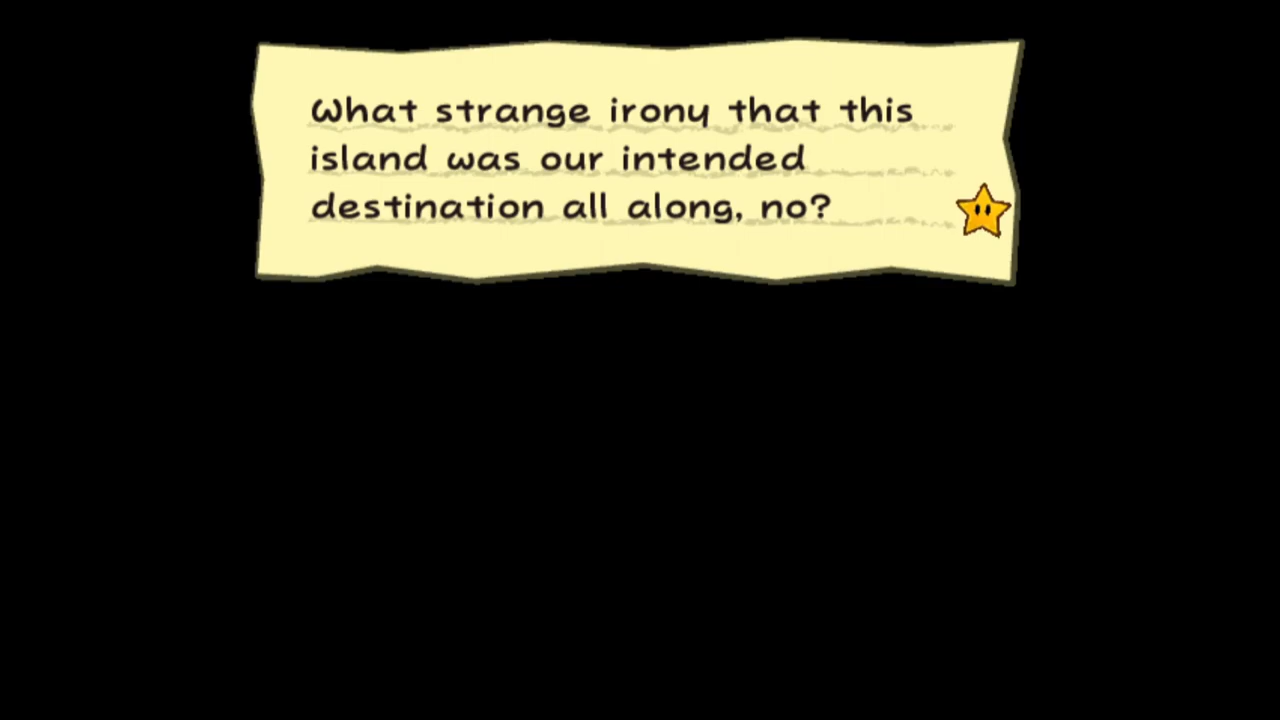 What strange irony that this
island was our intended
destination all along, no?